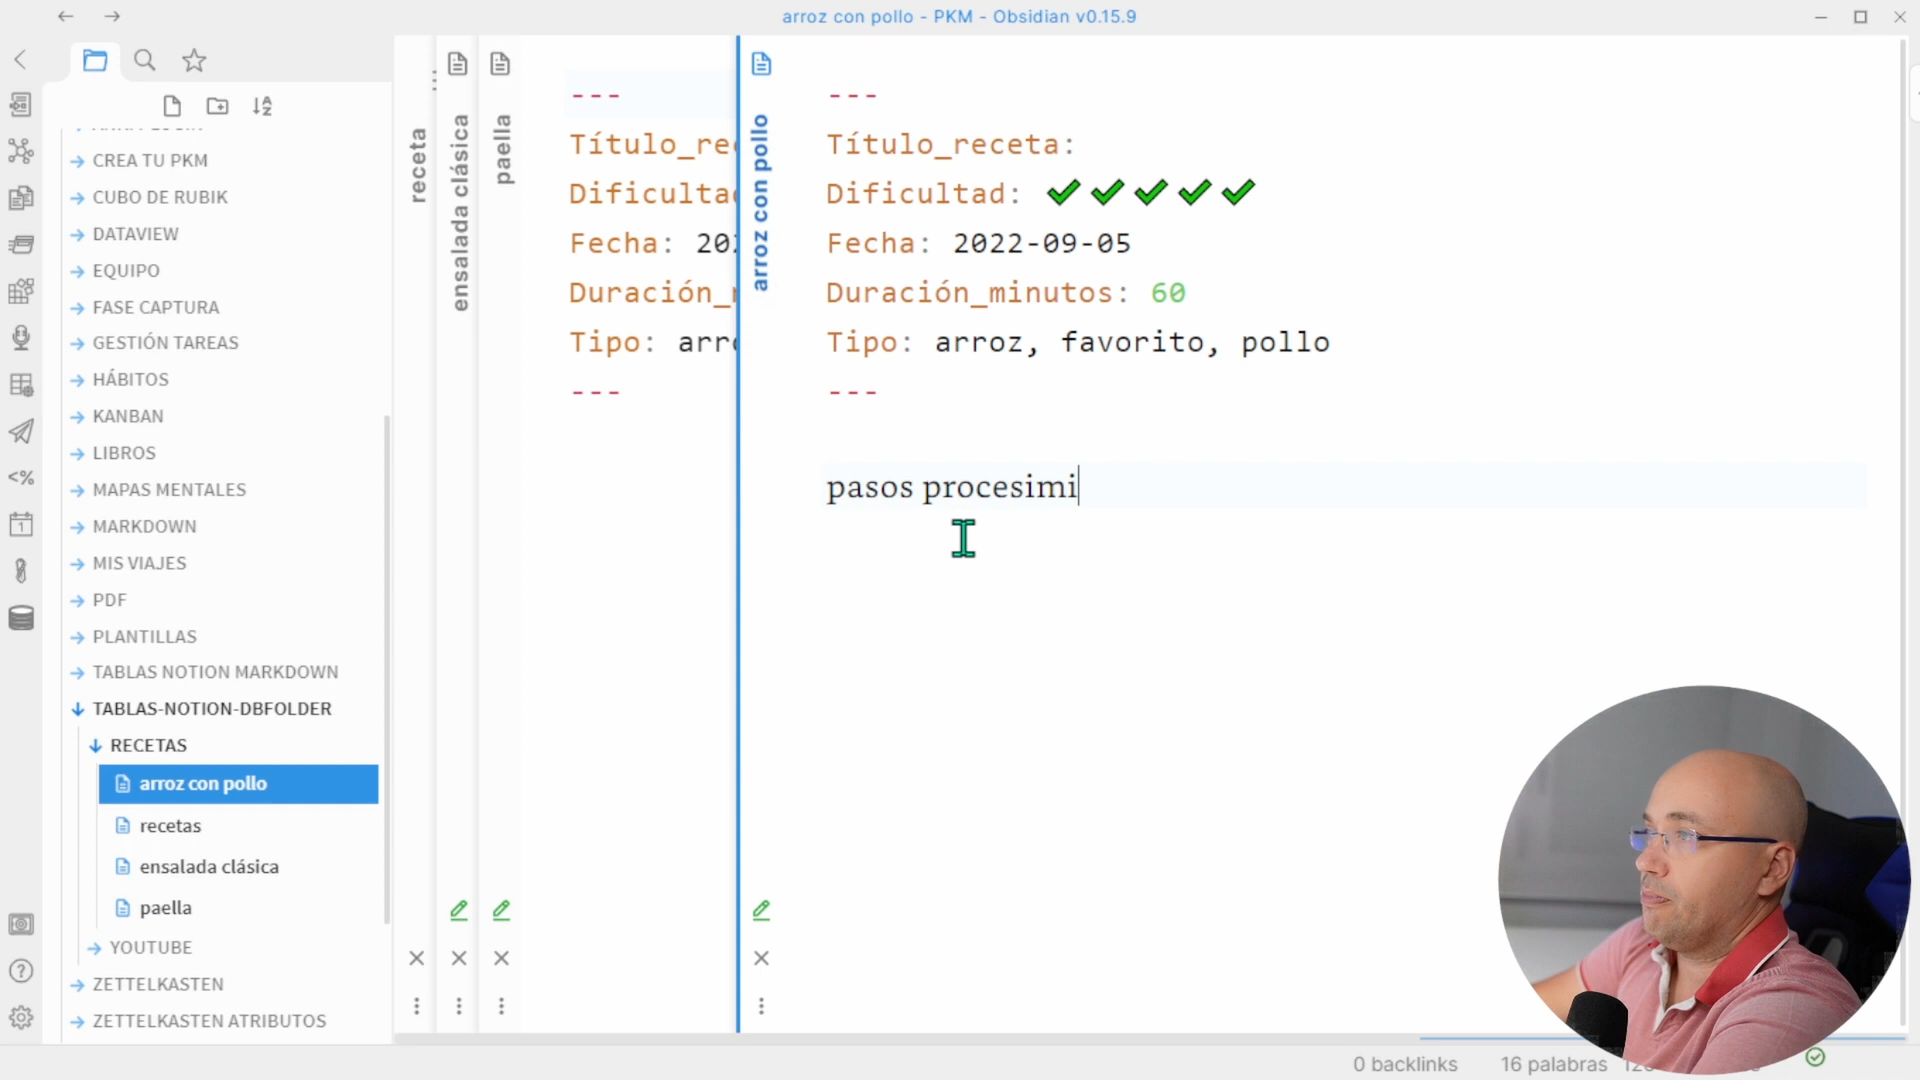 arroz con pollo - PKM - Obsidian v0.15.9
CREA TU PKM
CUBO DE RUBIK
DATAVIEW
EQUIPO
FASE CAPTURA
GESTIÓN TAREAS
HÁBITOS
KANBAN
LIBROS
MAPAS MENTALES
MARKDOWN
MIS VIAJES
PDF
PLANTILLAS
TABLAS NOTION MARKDOWN
TABLAS-NOTION-DBFOLDER
RECETAS
arroz con pollo
recetas
ensalada clásica
paella
YOUTUBE
ZETTELKASTEN
ZETTELKASTEN ATRIBUTOS
receta
ensalada clásica
paella
---
Título_rec
Dificultad
Fecha: 202
Duración_
Tipo: arro
---
arroz con pollo
---
Título_receta:
Dificultad: ✔✔✔✔✔
Fecha: 2022-09-05
Duración_minutos: 60
Tipo: arroz, favorito, pollo
---
pasos procesimi
0 backlinks
16 palabras